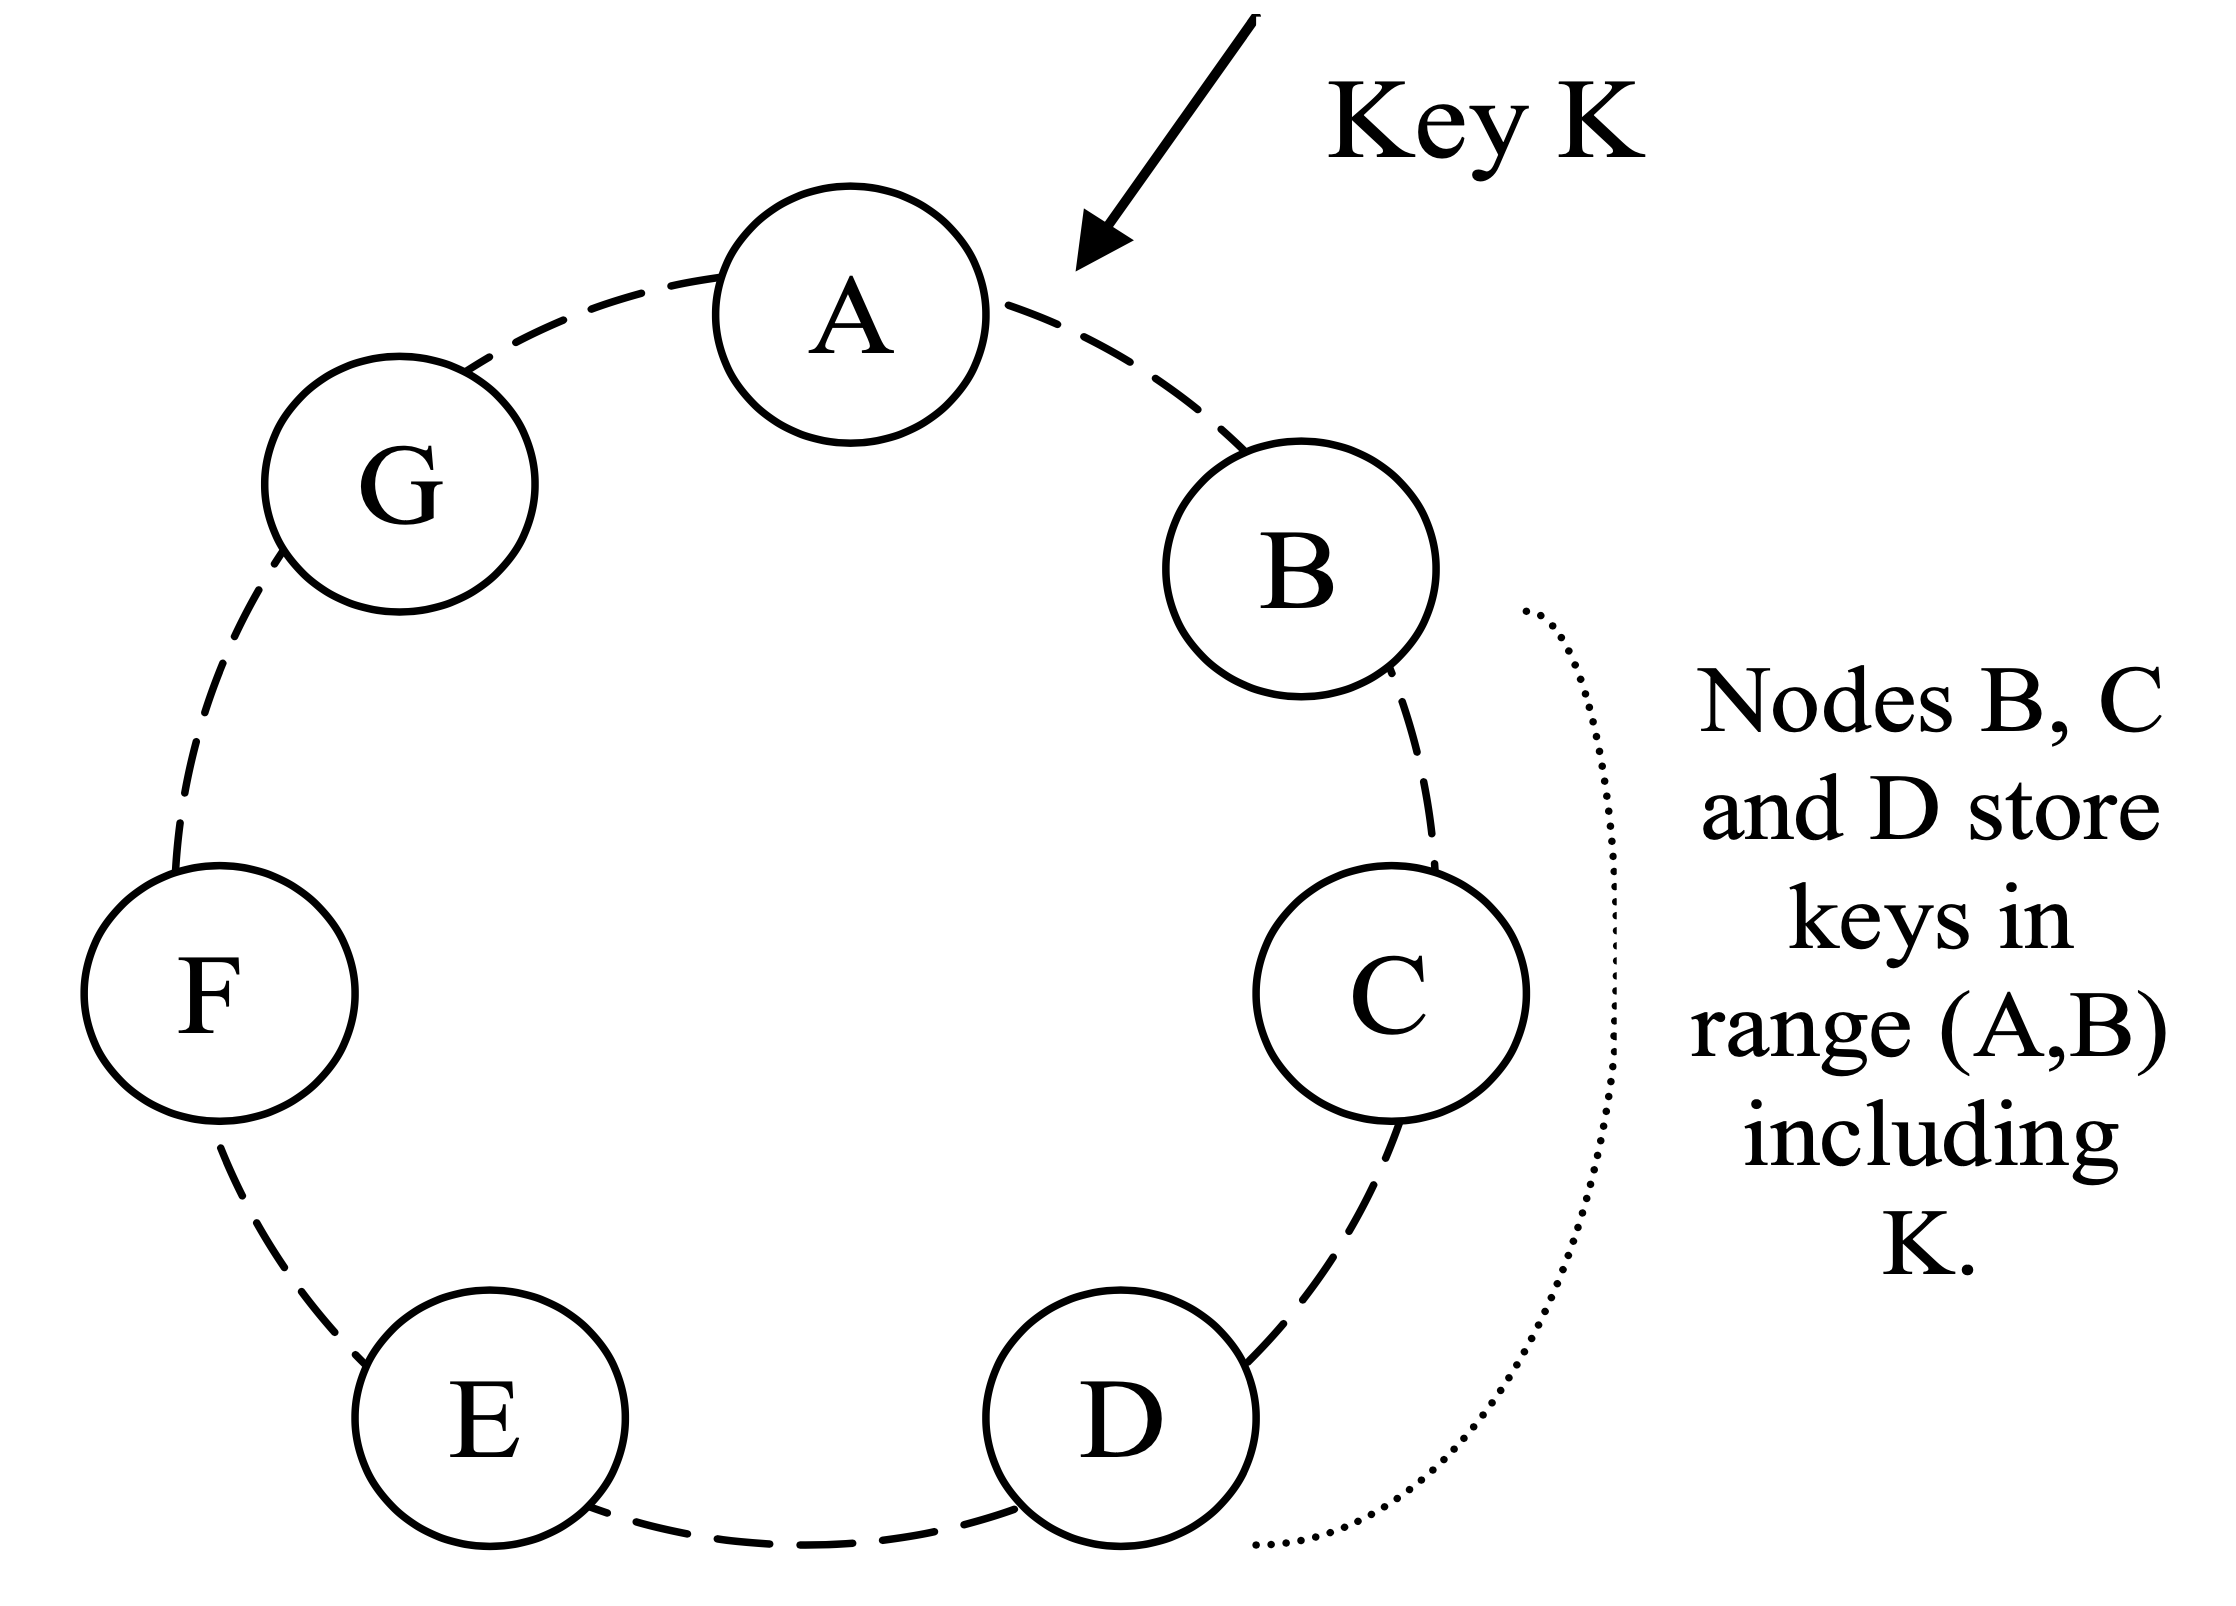 Key K
A
G
B
Nodes B, C
and D store
keys in
range (A,B)
including
K.
F
C
E
D